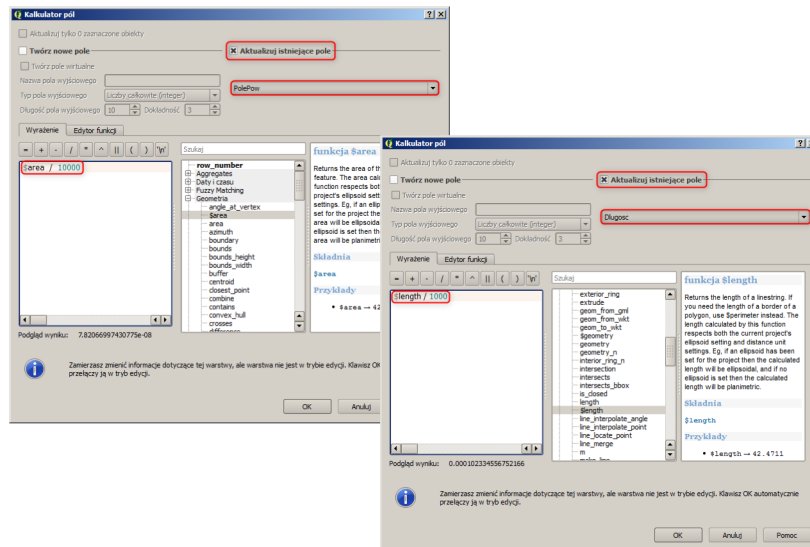 Kalkulator pól
Aktualizuj tylko 0 zaznaczone obiekty
Twórz nowe pole
Aktualizuj istniejące pole
Twórz pole wirtualne
Nazwa pola wyjściowego
Typ pola wyjściowego Liczby całkowite (integer)
PolePow
Długość pola wyjściowego 10 Dokładność 3
Wyrażenie Edytor funkcji
= + - / * ^ || ( ) '\n'
$area / 10000
Szukaj
row_number
Aggregates
Daty i czasu
Fuzzy Matching
Geometria
angle_at_vertex
$area
area
azimuth
boundary
bounds
bounds_height
bounds_width
buffer
centroid
closest_point
combine
contains
convex_hull
crosses
difference
funkcja $area
Returns the area of th
feature. The area calc
function respects bot
project's ellipsoid sett
settings. Eg, if an ellip
set for the project the
area will be ellipsoida
ellipsoid is set then th
area will be planimetri
Składnia
$area
Przykłady
• $area → 42
Podgląd wyniku: 7.82066997430775e-08
Zamierzasz zmienić informacje dotyczące tej warstwy, ale warstwa nie jest w trybie edycji. Klawisz OK
przełączy ją w tryb edycji.
OK Anuluj
Kalkulator pól
Aktualizuj tylko 0 zaznaczone obiekty
Twórz nowe pole
Aktualizuj istniejące pole
Twórz pole wirtualne
Nazwa pola wyjściowego
Typ pola wyjściowego Liczby całkowite (integer)
Dlugosc
Długość pola wyjściowego 10 Dokładność 3
Wyrażenie Edytor funkcji
= + - / * ^ || ( ) '\n'
$length / 1000
Szukaj
exterior_ring
extrude
geom_from_gml
geom_from_wkt
geom_to_wkt
$geometry
geometry
geometry_n
interior_ring_n
intersection
intersects
intersects_bbox
is_closed
length
$length
line_interpolate_angle
line_interpolate_point
line_locate_point
line_merge
m
make_line
funkcja $length
Returns the length of a linestring. If
you need the length of a border of a
polygon, use $perimeter instead. The
length calculated by this function
respects both the current project's
ellipsoid setting and distance unit
settings. Eg, if an ellipsoid has been
set for the project then the calculated
length will be ellipsoidal, and if no
ellipsoid is set then the calculated
length will be planimetric.
Składnia
$length
Przykłady
• $length → 42.4711
Podgląd wyniku: 0.000102334556752166
Zamierzasz zmienić informacje dotyczące tej warstwy, ale warstwa nie jest w trybie edycji. Klawisz OK automatycznie
przełączy ją w tryb edycji.
OK Anuluj Pomoc